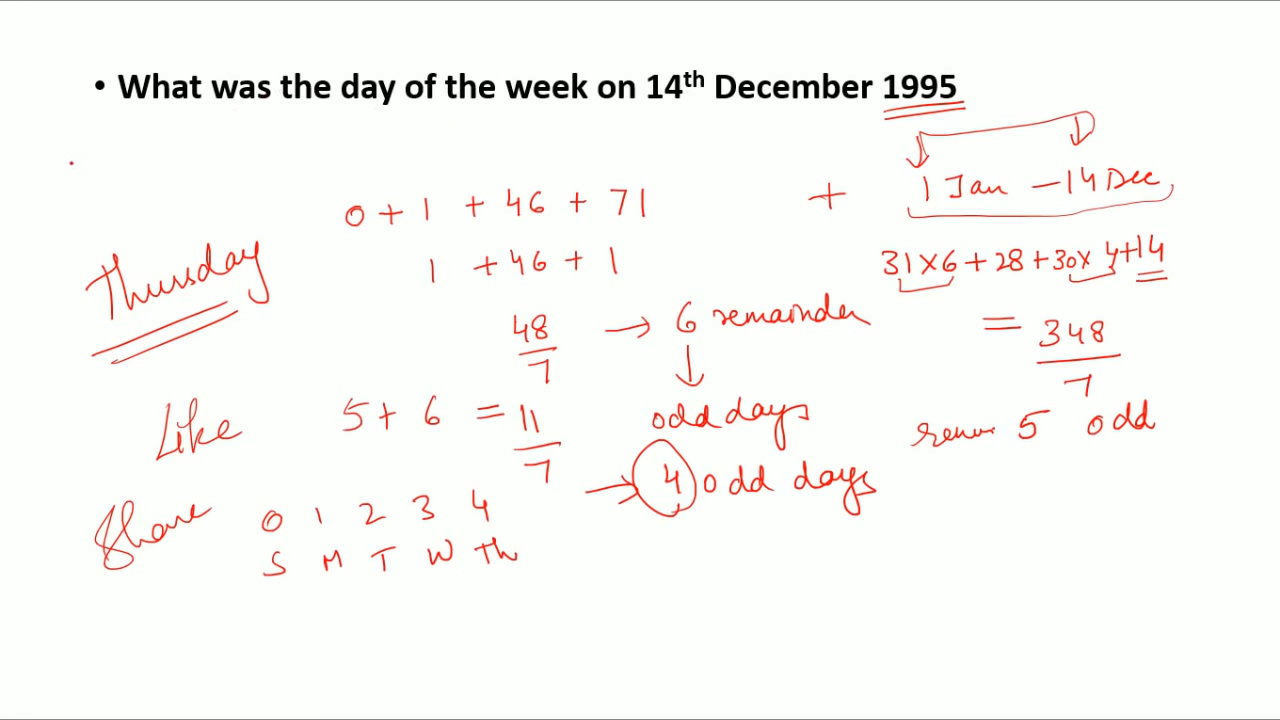 • What was the day of the week on 14th December 1995
1 Jan – 14 Dec
0 + 1 + 46 + 71 +
Thursday
1 + 46 + 1
31×6 + 28 + 30× 4 + 14
48/7 → 6 remainder
= 348/7
odd days
Like
5 + 6 = 11/7
5 odd
→ 4 odd days
Share
0 1 2 3 4
S M T W Th